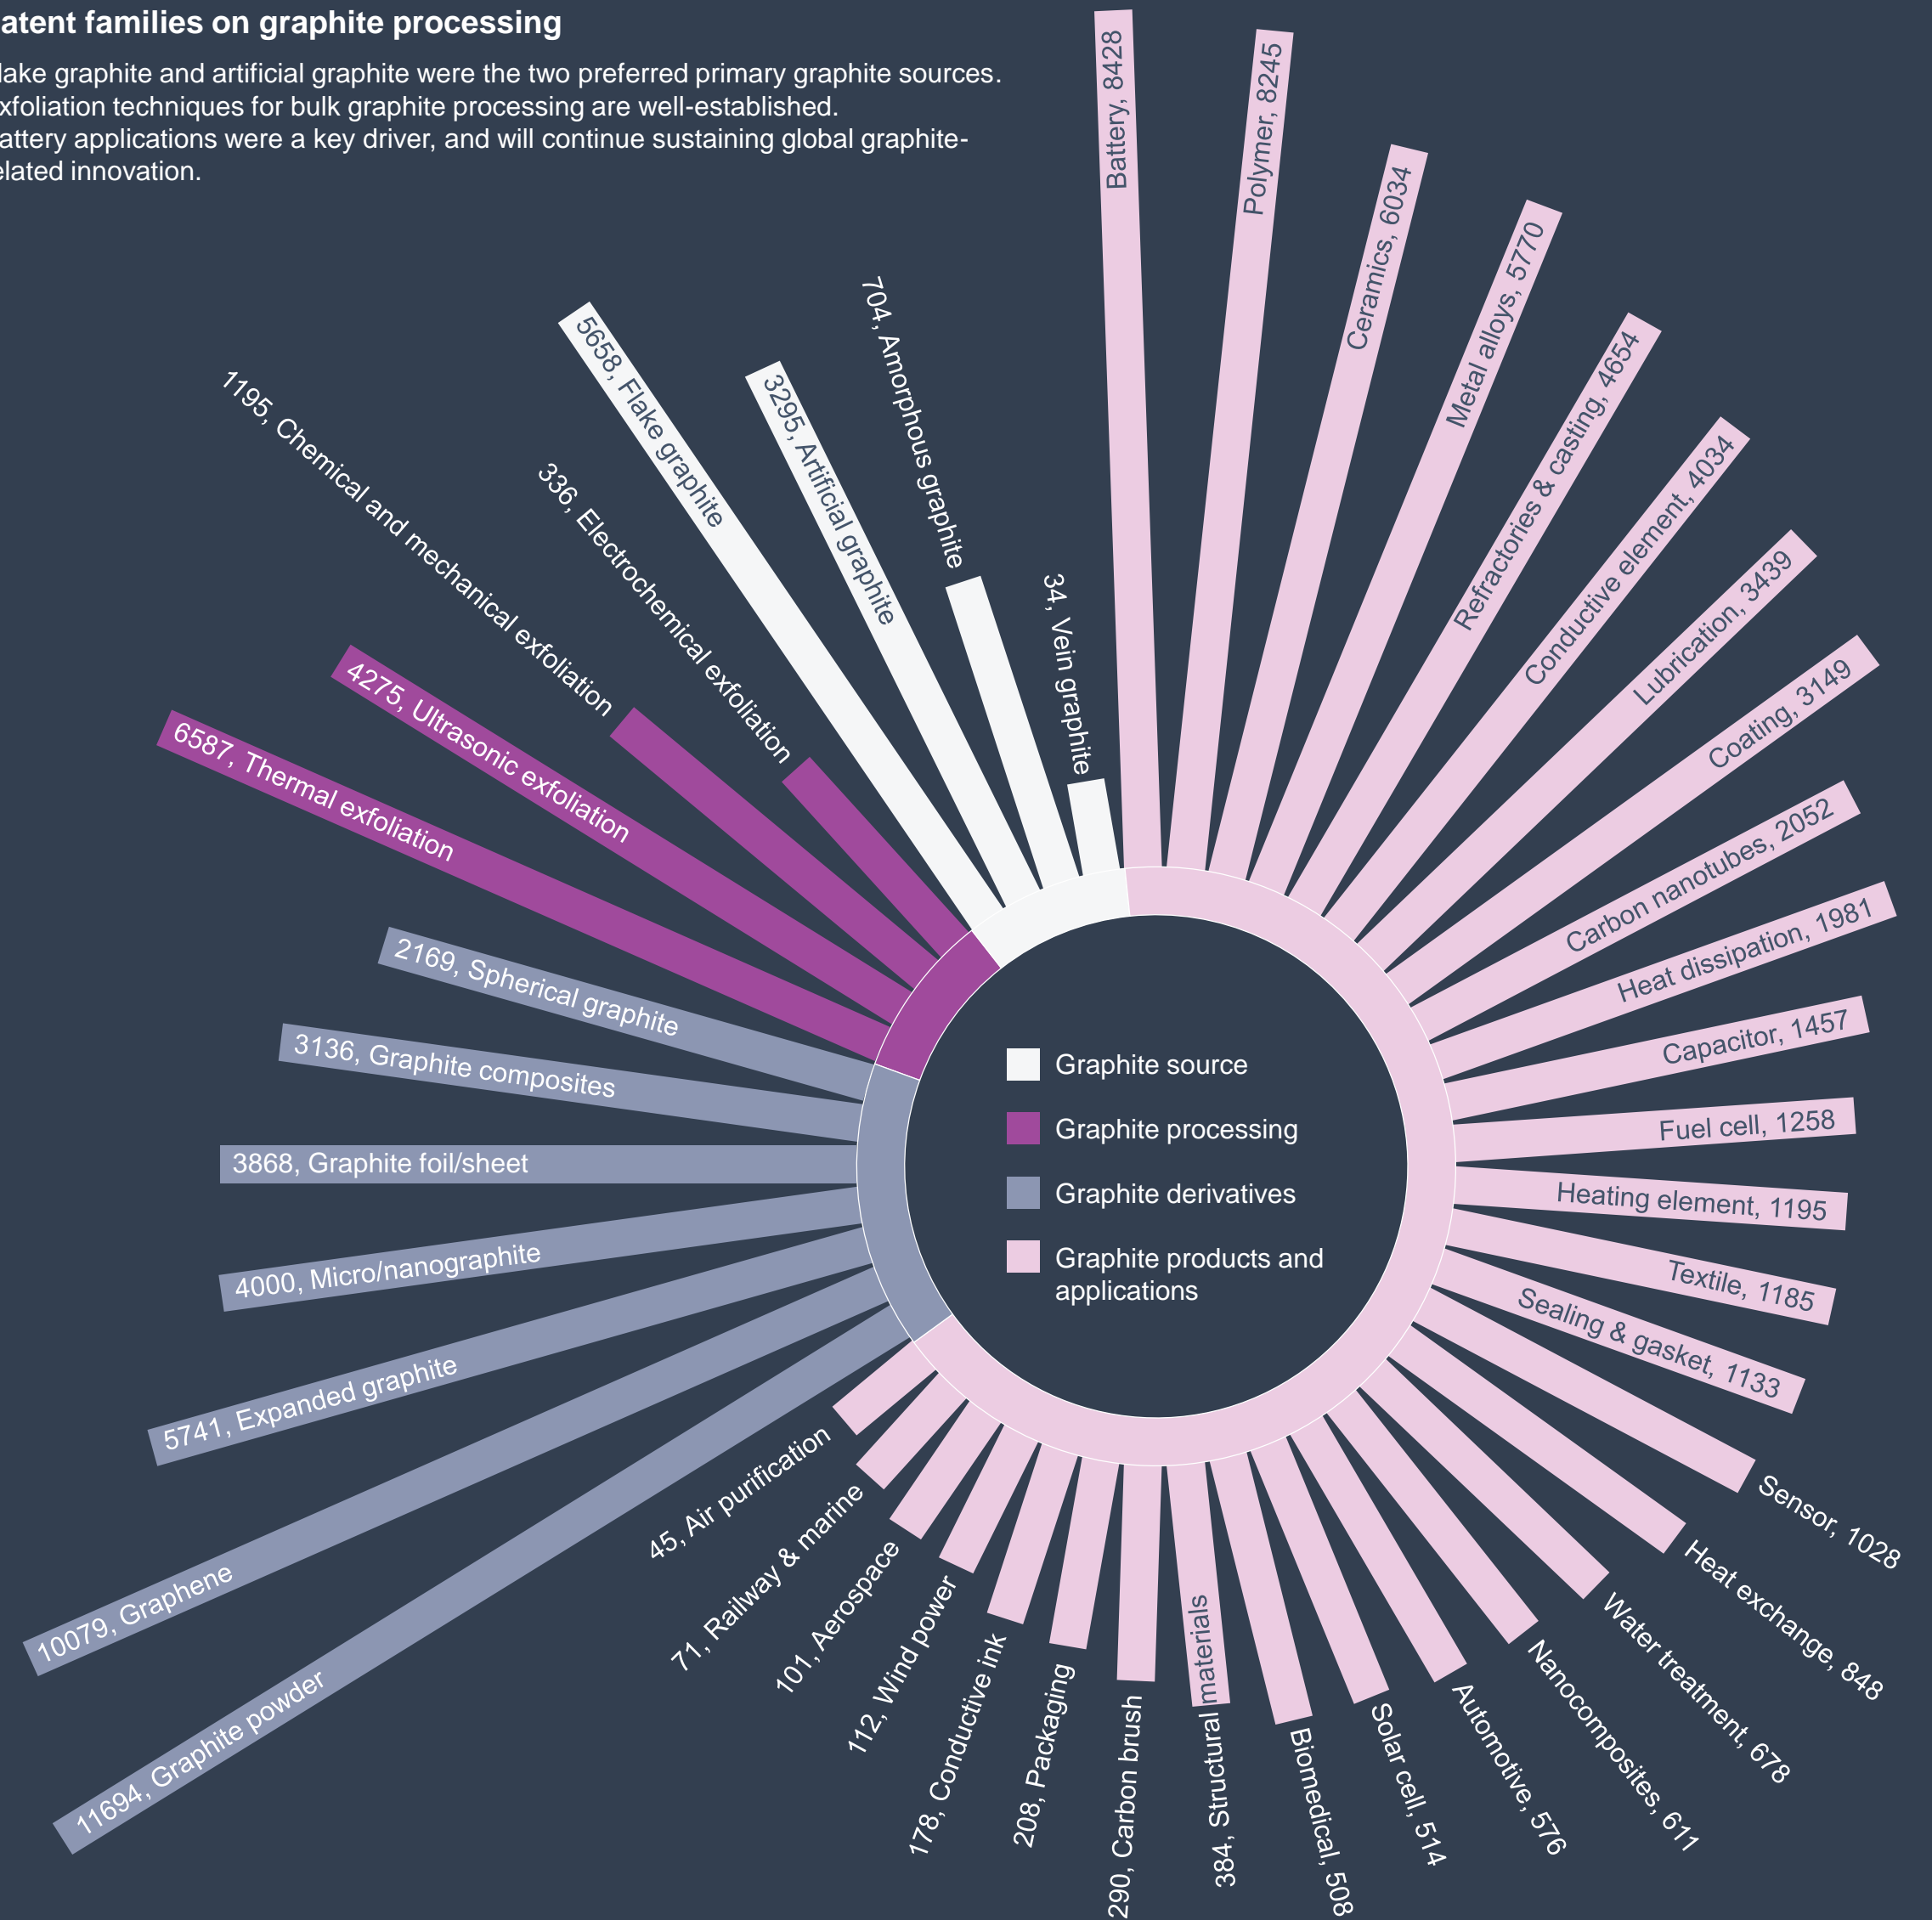 atent families on graphite processing
lake graphite and artificial graphite were the two preferred primary graphite sources.
xfoliation techniques for bulk graphite processing are well-established.
attery applications were a key driver, and will continue sustaining global graphite-
elated innovation.
Battery, 8428
Polymer, 8245
Ceramics, 6034
Metal alloys, 5770
Refractories & casting, 4654
Conductive element, 4034
Lubrication, 3439
Coating, 3149
Carbon nanotubes, 2052
Heat dissipation, 1981
Capacitor, 1457
Fuel cell, 1258
Heating element, 1195
Textile, 1185
Sealing & gasket, 1133
Sensor, 1028
Heat exchange, 848
Water treatment, 678
Nanocomposites, 611
Automotive, 576
Solar cell, 514
Biomedical, 508
384, Structural materials
290, Carbon brush
208, Packaging
178, Conductive ink
112, Wind power
101, Aerospace
71, Railway & marine
45, Air purification
11694, Graphite powder
10079, Graphene
5741, Expanded graphite
4000, Micro/nanographite
3868, Graphite foil/sheet
3136, Graphite composites
2169, Spherical graphite
6587, Thermal exfoliation
4275, Ultrasonic exfoliation
1195, Chemical and mechanical exfoliation
336, Electrochemical exfoliation
5658, Flake graphite
3295, Artificial graphite
704, Amorphous graphite
34, Vein graphite
Graphite source
Graphite processing
Graphite derivatives
Graphite products and
applications